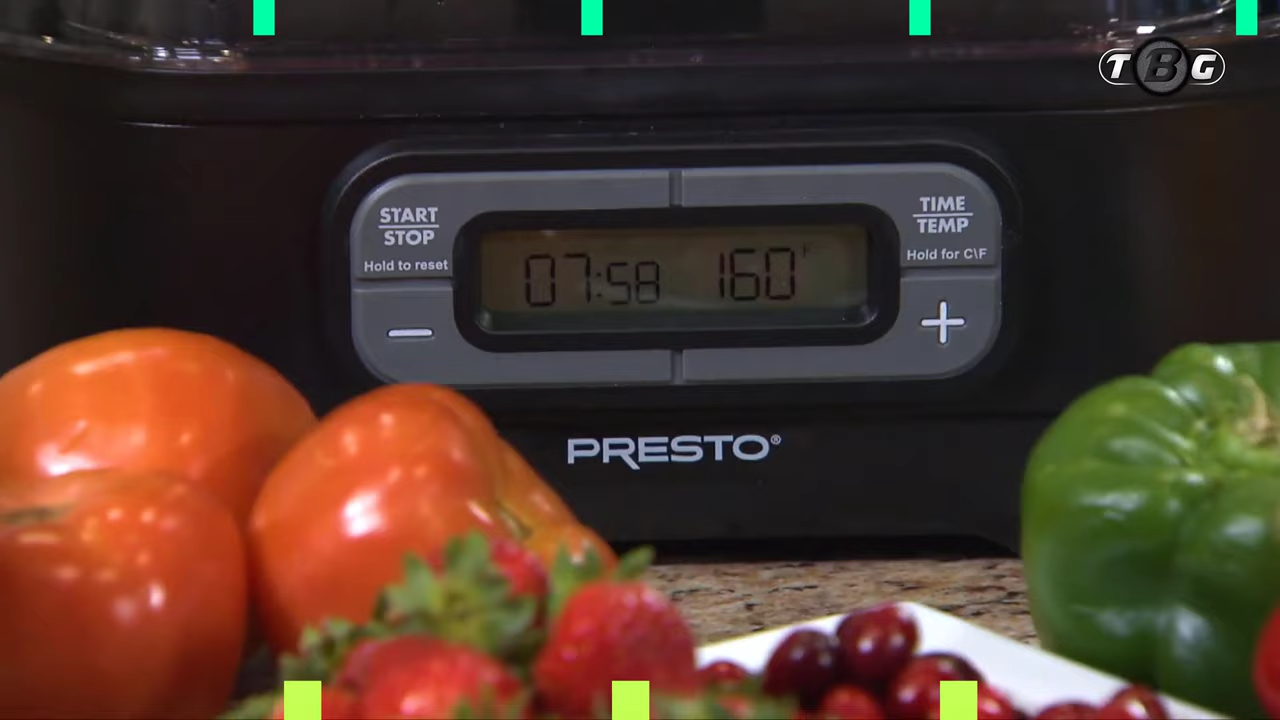 TBG
START
STOP
Hold to reset
TIME
TEMP
Hold for C\F
07:58 160°F
PRESTO®